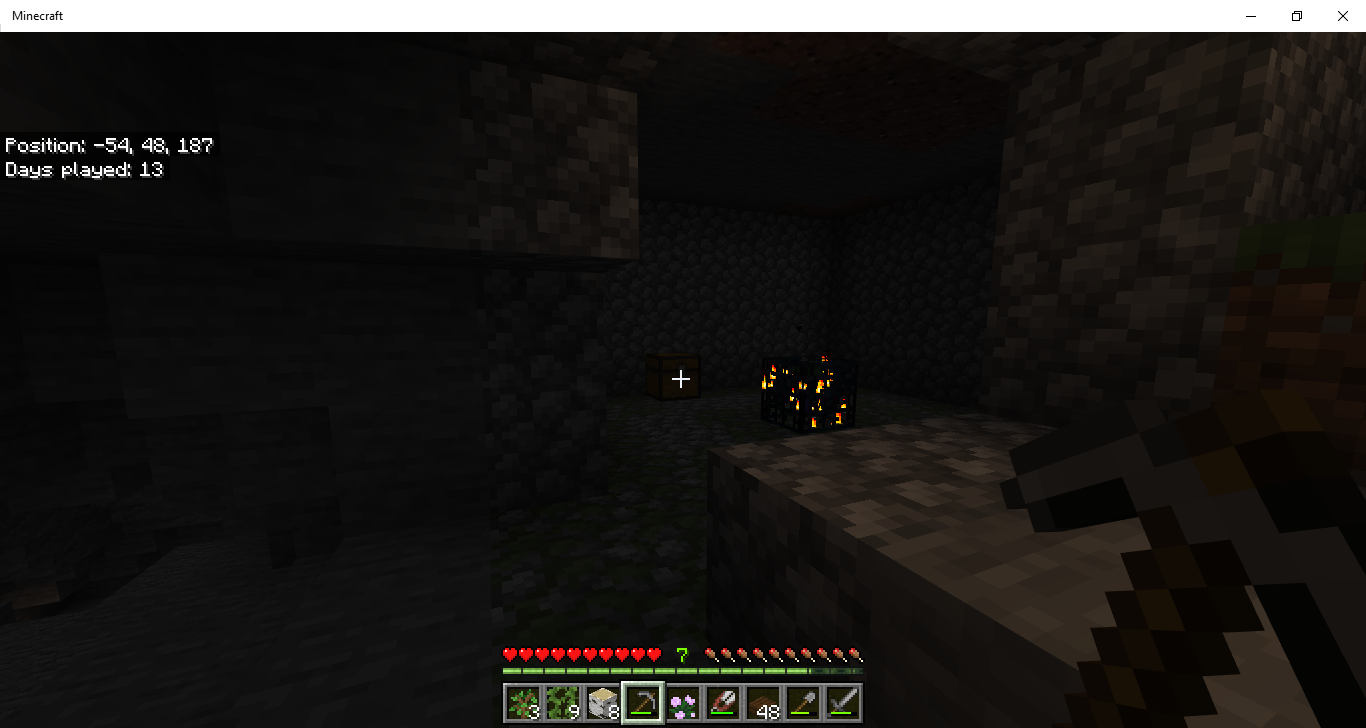 Minecraft
Position: -54, 48, 187
Days played: 13
7
3 9 8 48